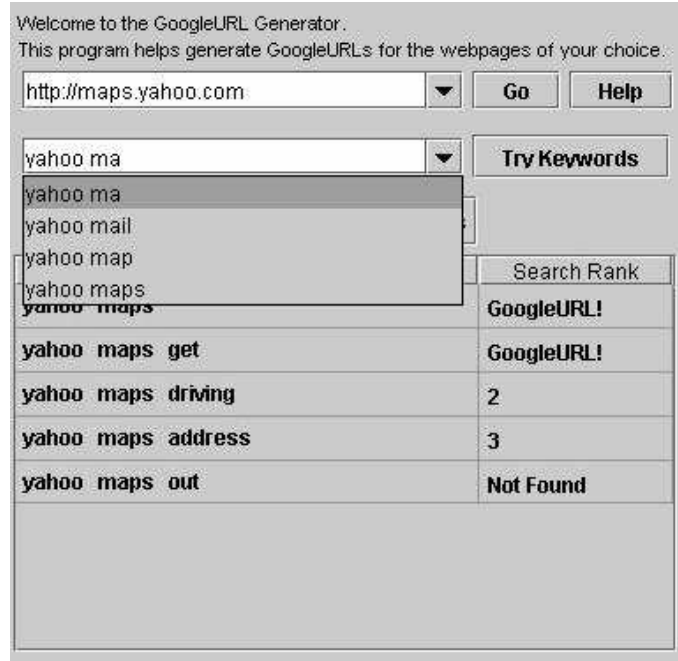 Welcome to the GoogleURL Generator.
This program helps generate GoogleURLs for the webpages of your choice.
http://maps.yahoo.com Go Help
yahoo ma Try Keywords
yahoo ma
yahoo mail
yahoo map
yahoo maps
Search Rank
yahoo maps GoogleURL!
yahoo maps get GoogleURL!
yahoo maps driving 2
yahoo maps address 3
yahoo maps out Not Found